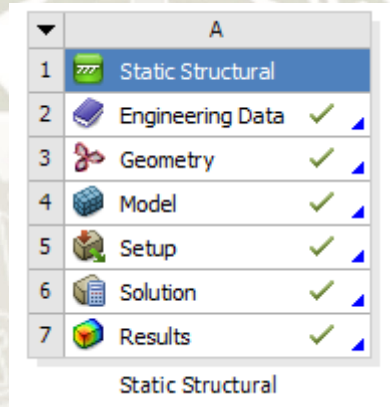 A
1 Static Structural
2 Engineering Data
3 Geometry
4 Model
5 Setup
6 Solution
7 Results
Static Structural